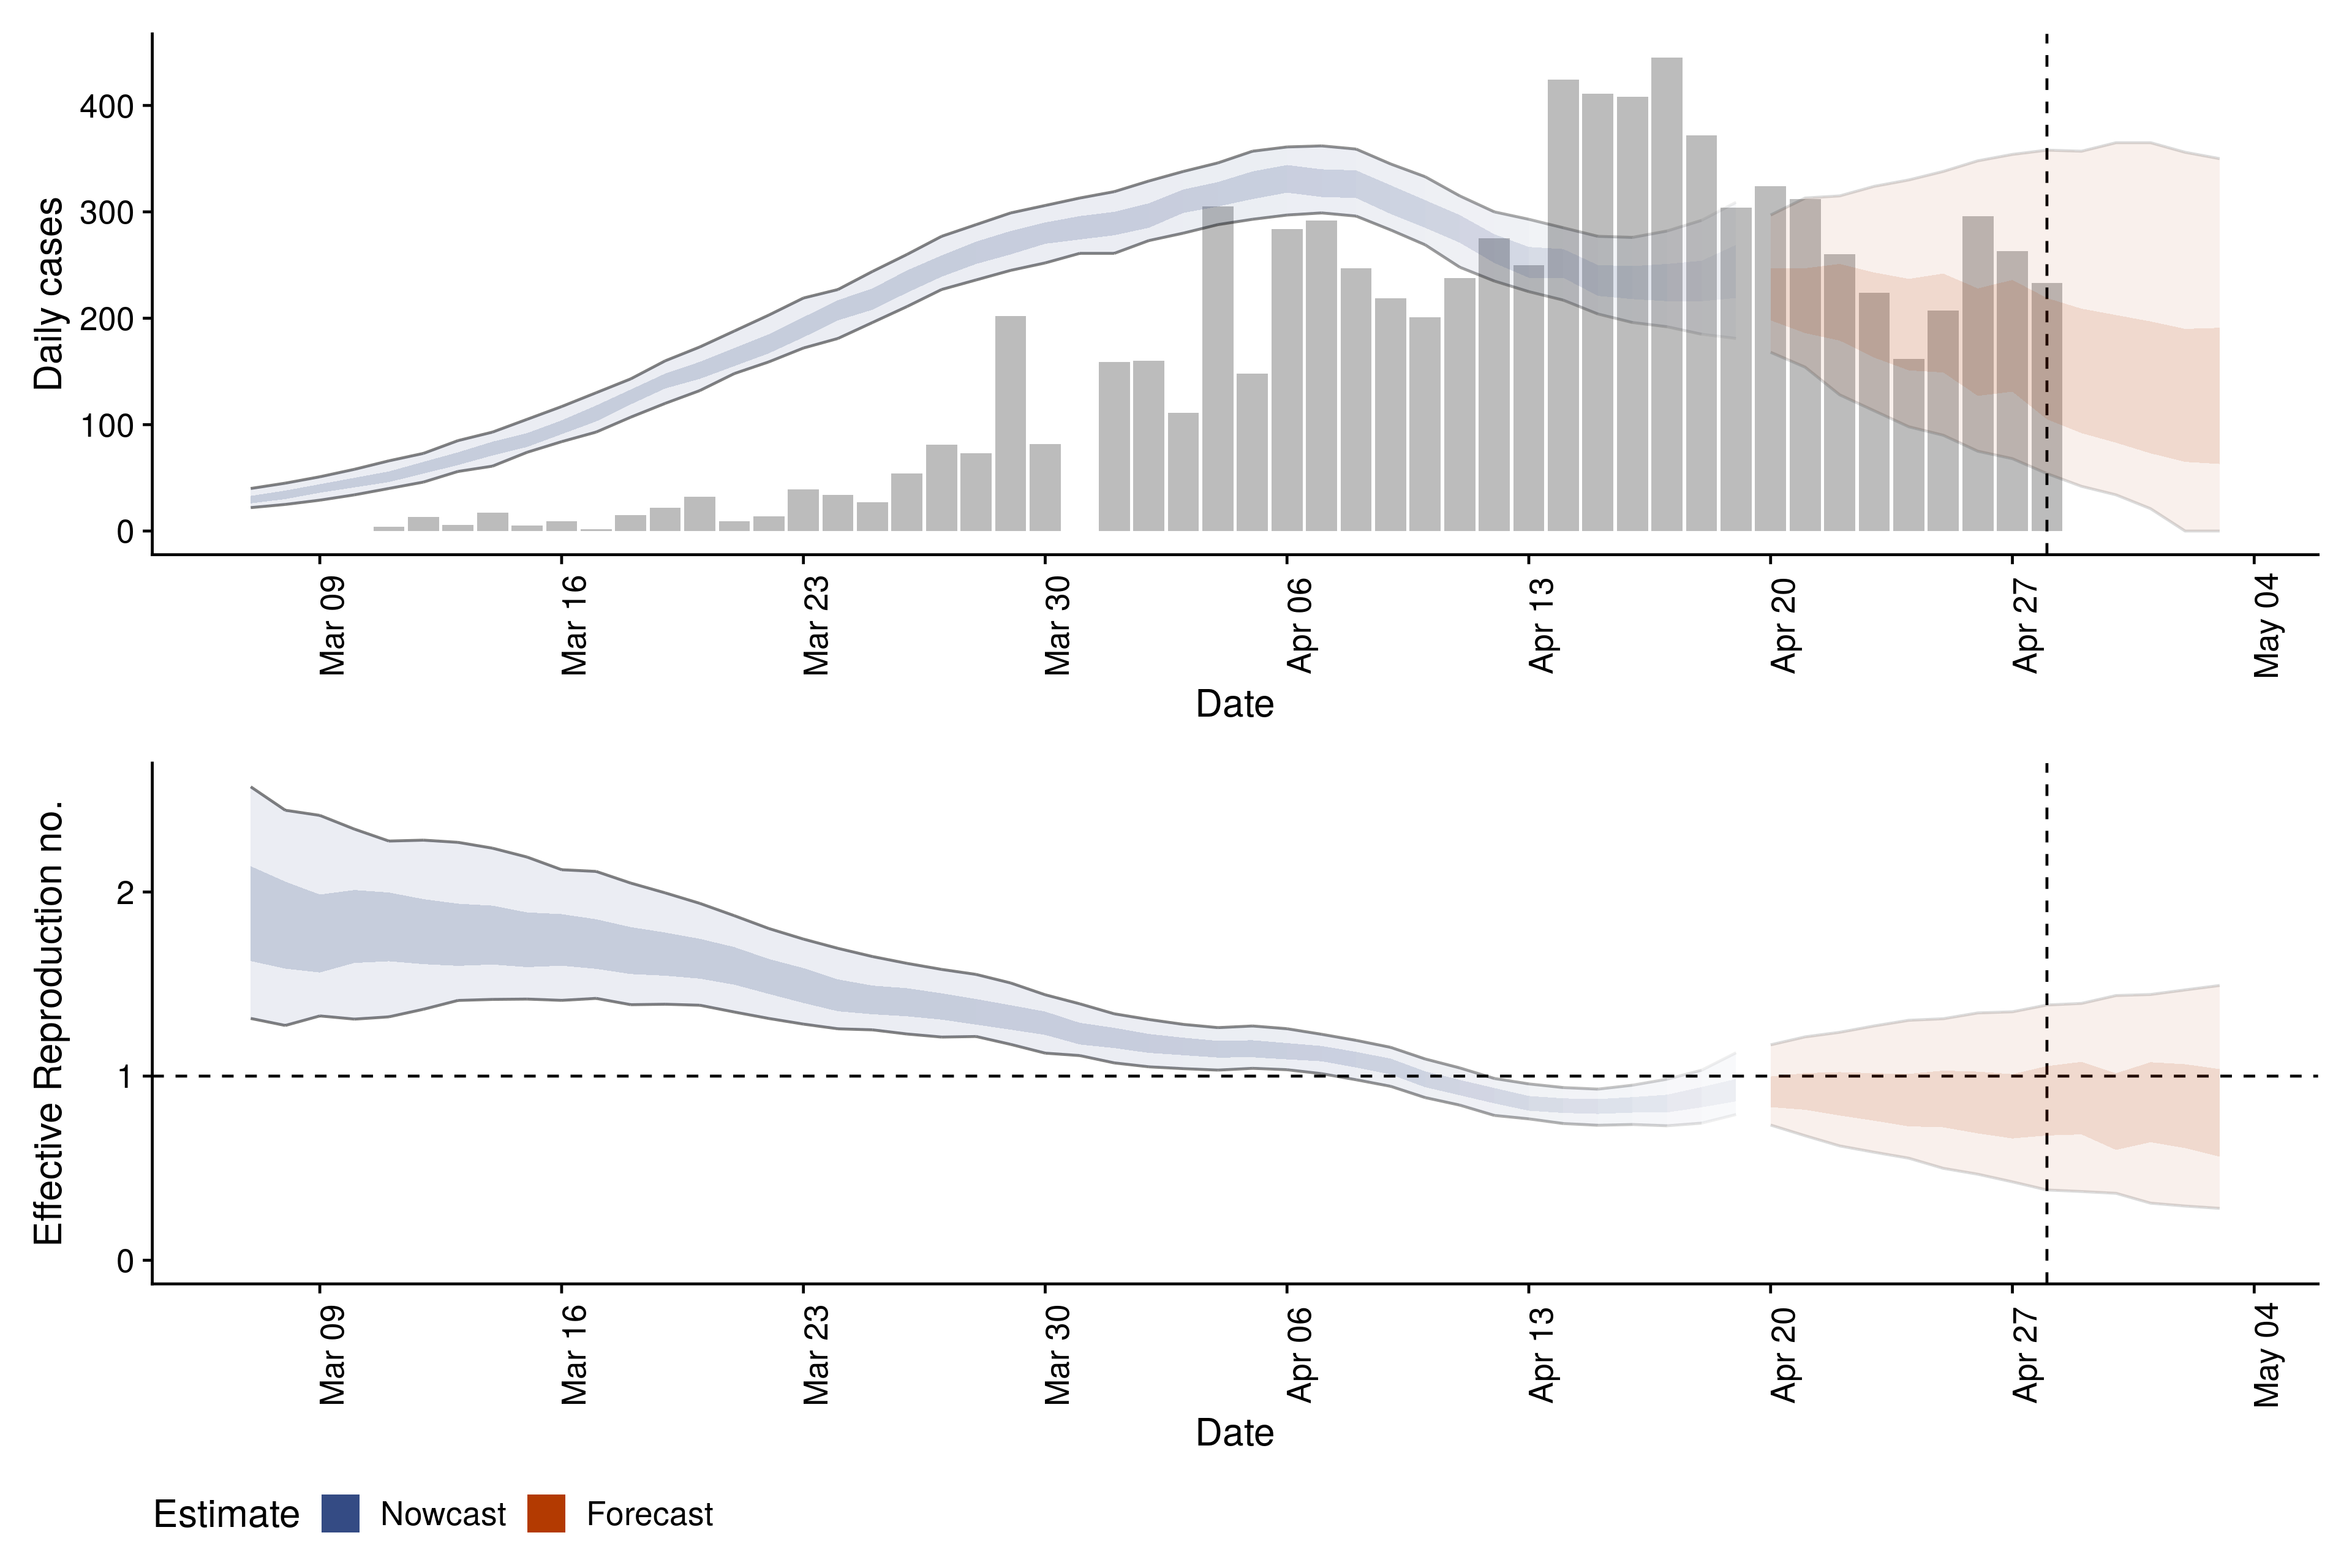 Daily cases
400
300
200
100
0
Mar 09
Mar 16
Mar 23
Mar 30
Apr 06
Apr 13
Apr 20
Apr 27
May 04
Date
Effective Reproduction no.
2
1
0
Mar 09
Mar 16
Mar 23
Mar 30
Apr 06
Apr 13
Apr 20
Apr 27
May 04
Date
Estimate Nowcast Forecast